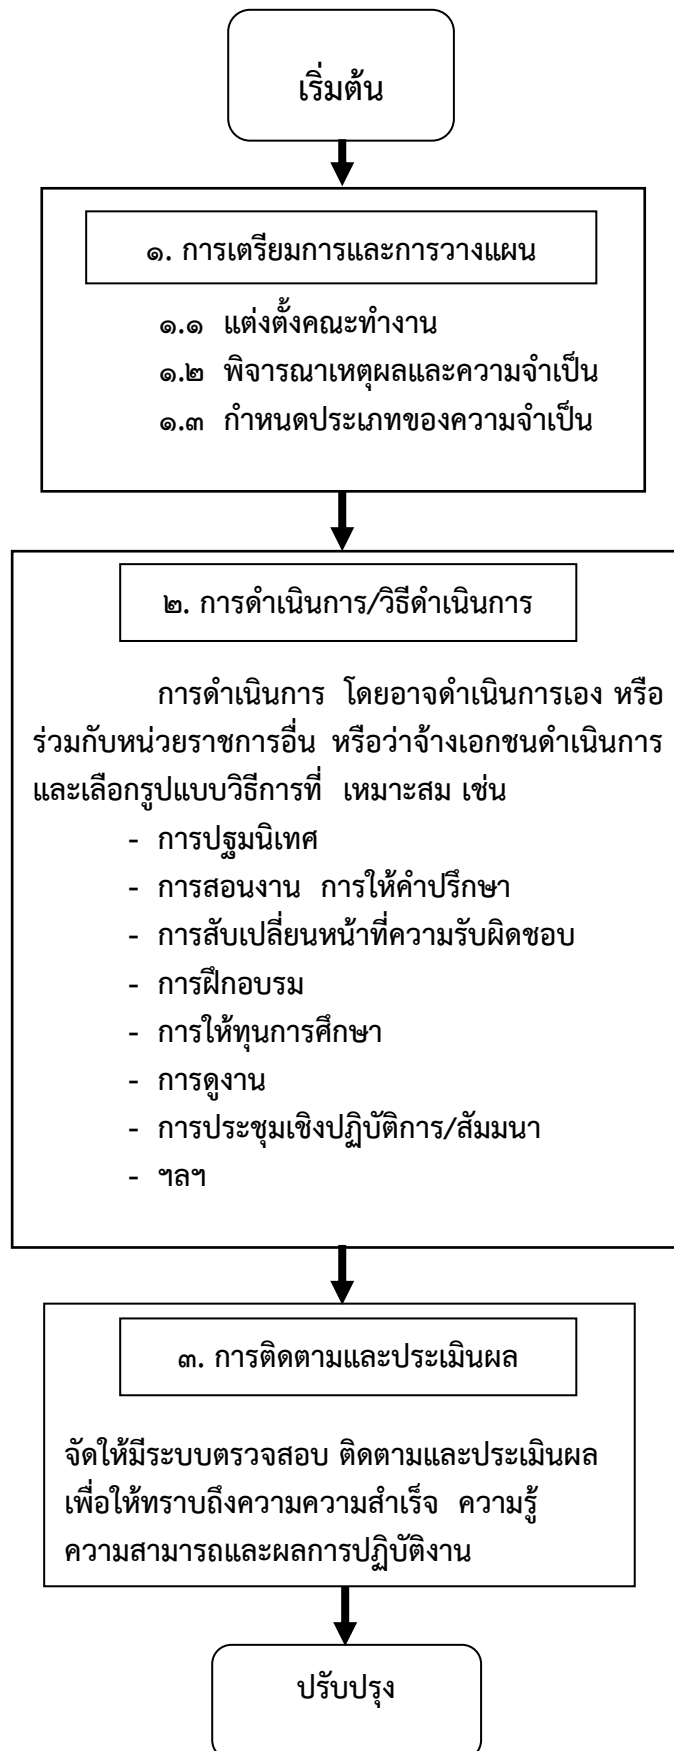 เริ่มต้น
๑. การเตรียมการและการวางแผน
๑.๑ แต่งตั้งคณะทำงาน
๑.๒ พิจารณาเหตุผลและความจำเป็น
๑.๓ กำหนดประเภทของความจำเป็น
๒. การดำเนินการ/วิธีดำเนินการ
การดำเนินการ โดยอาจดำเนินการเอง หรือ
ร่วมกับหน่วยราชการอื่น หรือว่าจ้างเอกชนดำเนินการ
และเลือกรูปแบบวิธีการที่ เหมาะสม เช่น
- การปฐมนิเทศ
- การสอนงาน การให้คำปรึกษา
- การสับเปลี่ยนหน้าที่ความรับผิดชอบ
- การฝึกอบรม
- การให้ทุนการศึกษา
- การดูงาน
- การประชุมเชิงปฏิบัติการ/สัมมนา
- ฯลฯ
๓. การติดตามและประเมินผล
จัดให้มีระบบตรวจสอบ ติดตามและประเมินผล
เพื่อให้ทราบถึงความความสำเร็จ ความรู้
ความสามารถและผลการปฏิบัติงาน
ปรับปรุง